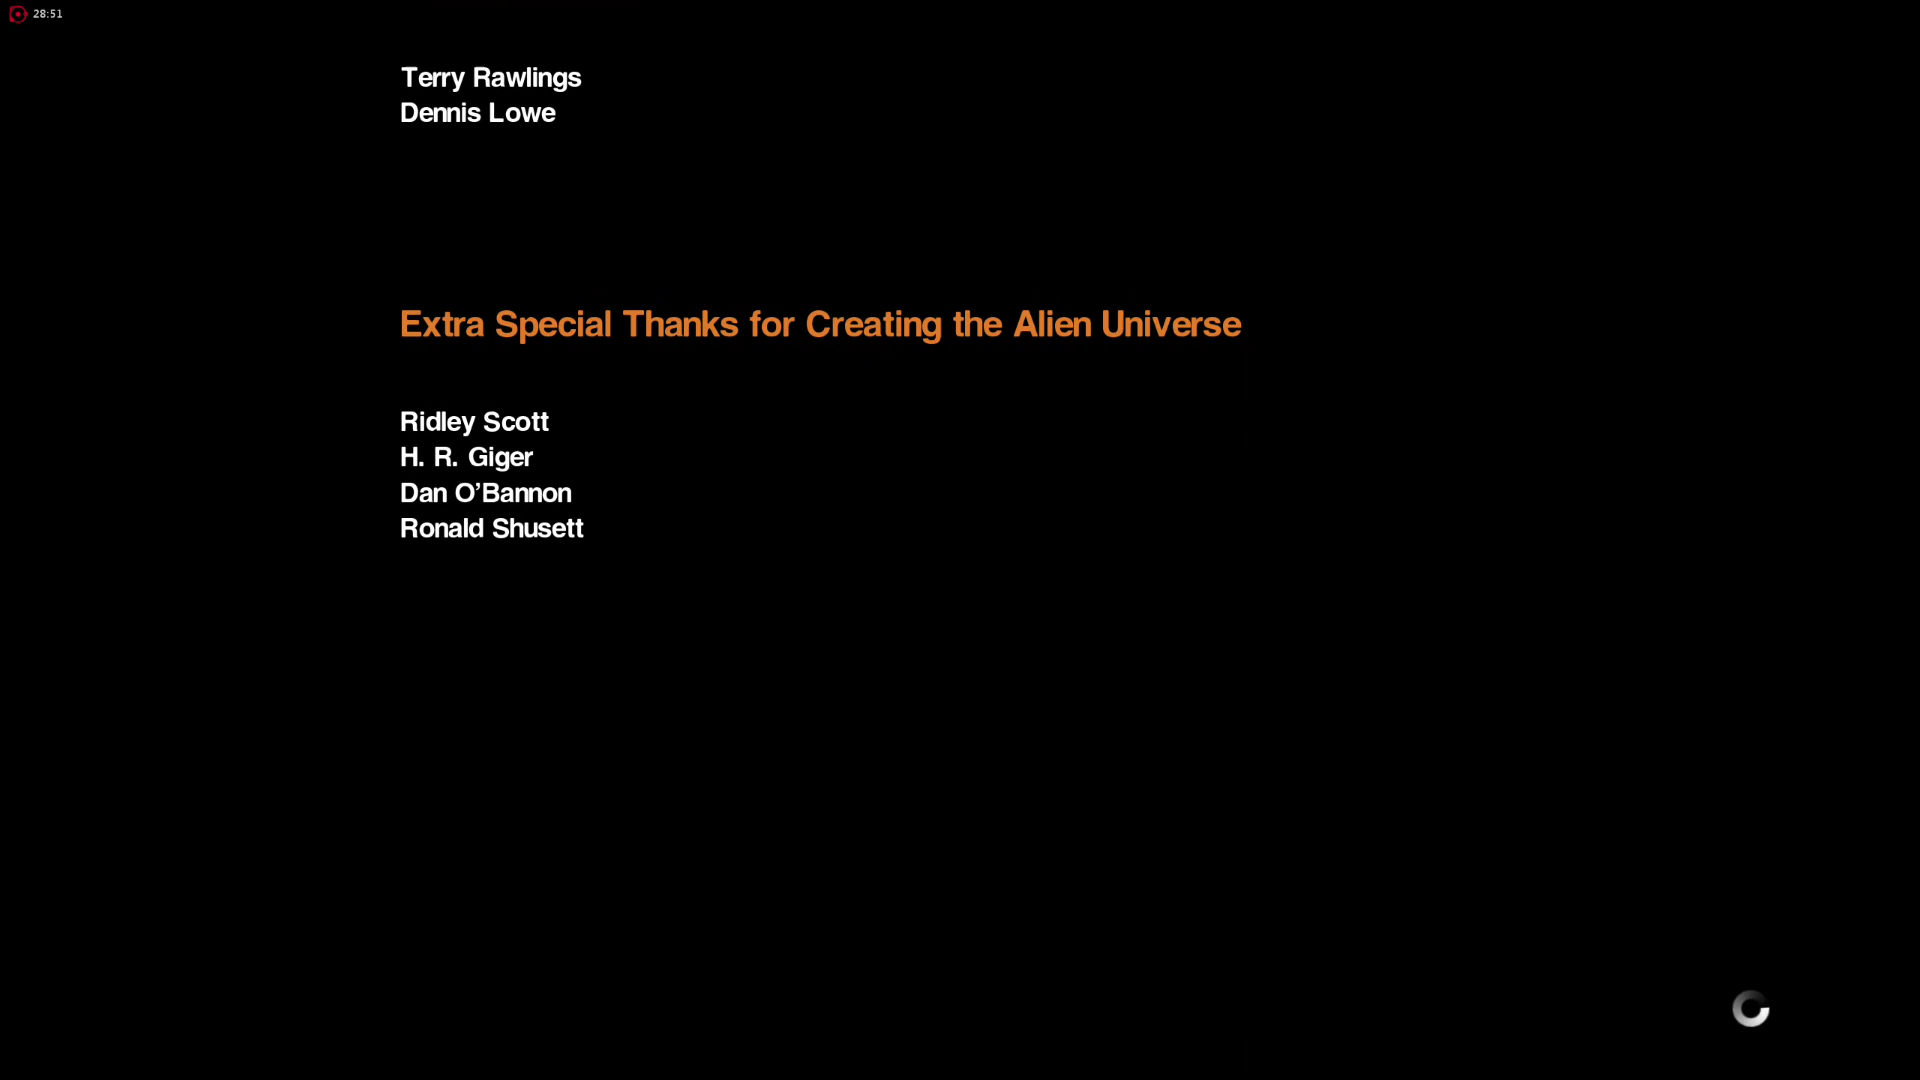 28:51
Terry Rawlings
Dennis Lowe
Extra Special Thanks for Creating the Alien Universe
Ridley Scott
H. R. Giger
Dan O’Bannon
Ronald Shusett